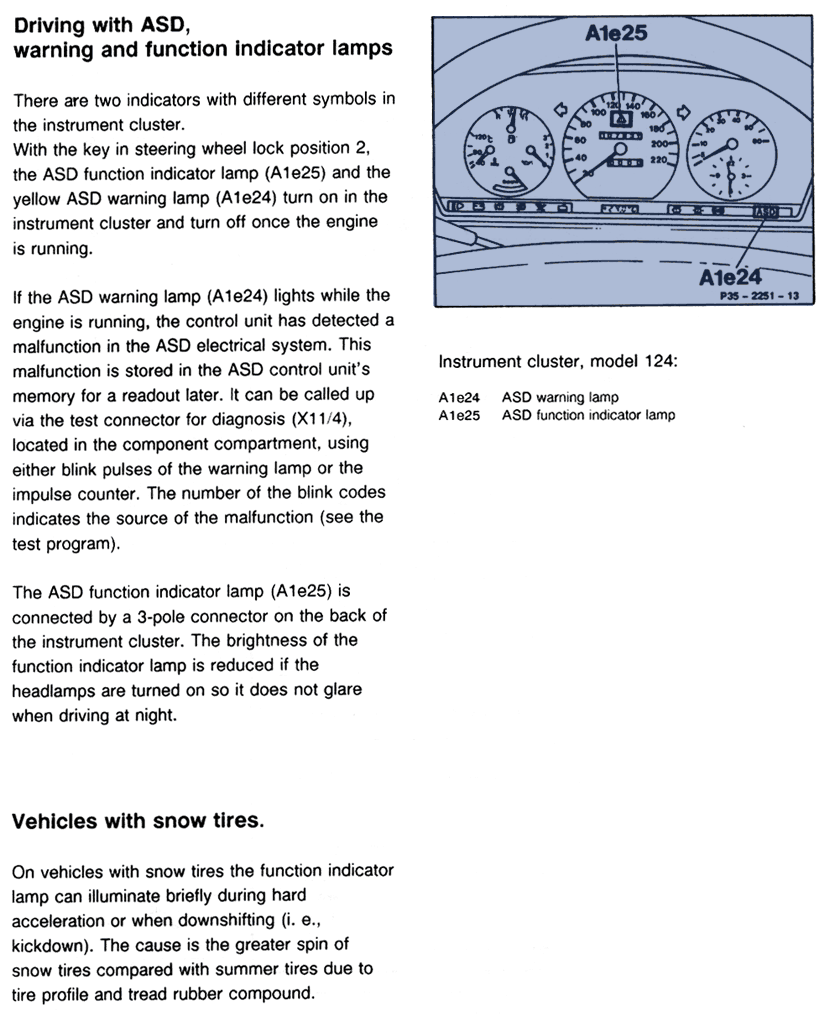 Driving with ASD,
warning and function indicator lamps
There are two indicators with different symbols in
the instrument cluster.
With the key in steering wheel lock position 2,
the ASD function indicator lamp (A1e25) and the
yellow ASD warning lamp (A1e24) turn on in the
instrument cluster and turn off once the engine
is running.
If the ASD warning lamp (A1e24) lights while the
engine is running, the control unit has detected a
malfunction in the ASD electrical system. This
malfunction is stored in the ASD control unit's
memory for a readout later. It can be called up
via the test connector for diagnosis (X11/4),
located in the component compartment, using
either blink pulses of the warning lamp or the
impulse counter. The number of the blink codes
indicates the source of the malfunction (see the
test program).
The ASD function indicator lamp (A1e25) is
connected by a 3-pole connector on the back of
the instrument cluster. The brightness of the
function indicator lamp is reduced if the
headlamps are turned on so it does not glare
when driving at night.
Vehicles with snow tires.
On vehicles with snow tires the function indicator
lamp can illuminate briefly during hard
acceleration or when downshifting (i. e.,
kickdown). The cause is the greater spin of
snow tires compared with summer tires due to
tire profile and tread rubber compound.
A1e25
20
40
60
80
100
120
140
160
180
200
220
ASD
A1e24
P35 – 2251 – 13
Instrument cluster, model 124:
A1e24 ASD warning lamp
A1e25 ASD function indicator lamp